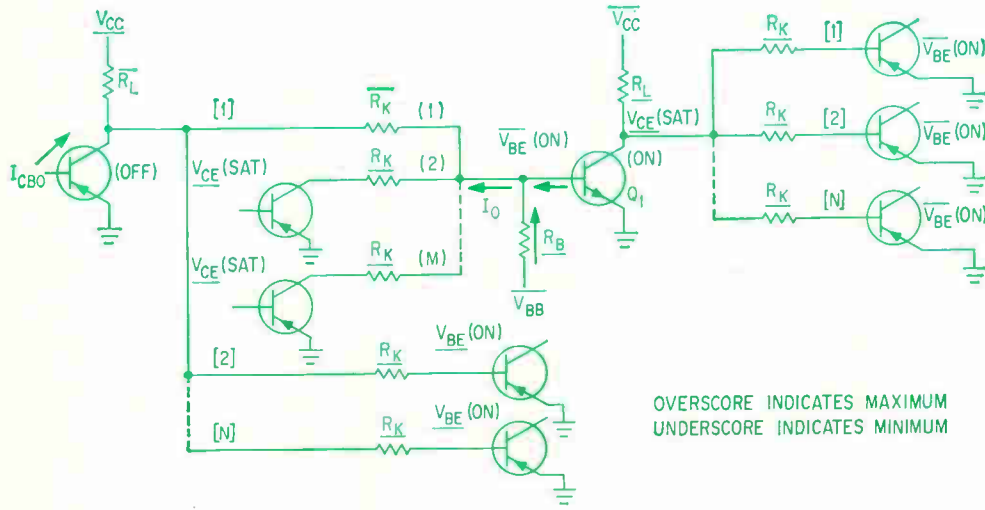 VCC
RL
ICBO
(OFF)
[1]
RK
(1)
VCE(SAT)
RK
(2)
VCE(SAT)
RK
(M)
[2]
RK
VBE(ON)
[N]
RK
VBE(ON)
VBE(ON)
IO
RB
VBB
VCC
RL
VCE(SAT)
(ON)
Q1
RK
[1]
VBE(ON)
RK
[2]
VBE(ON)
RK
[N]
VBE(ON)
OVERSCORE INDICATES MAXIMUM
UNDERSCORE INDICATES MINIMUM